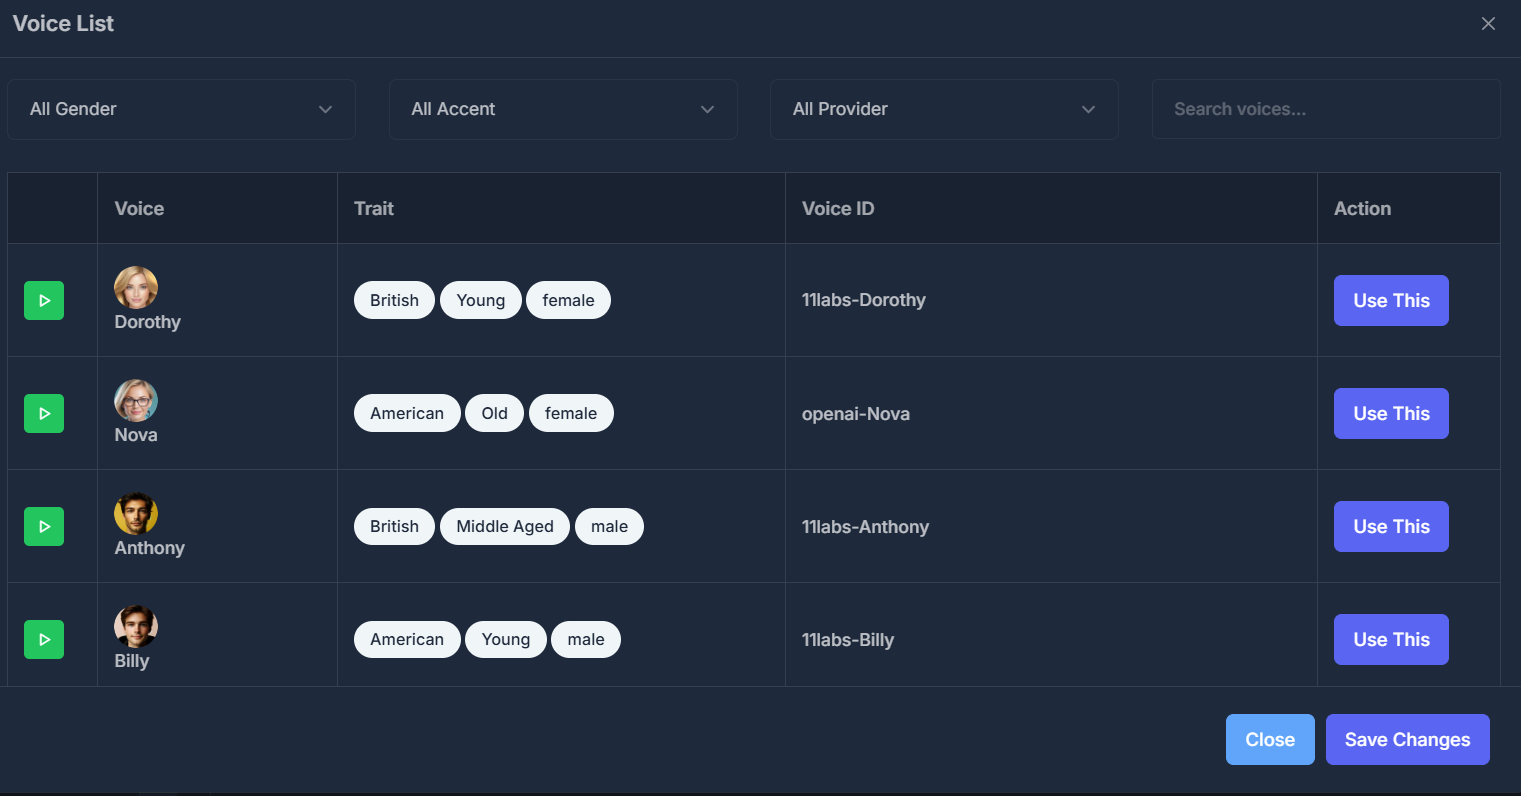 Voice List
All Gender All Accent All Provider Search voices...
Voice Trait Voice ID Action
British Young female 11labs-Dorothy Use This
Dorothy
American Old female openai-Nova Use This
Nova
British Middle Aged male 11labs-Anthony Use This
Anthony
American Young male 11labs-Billy Use This
Billy
Close Save Changes